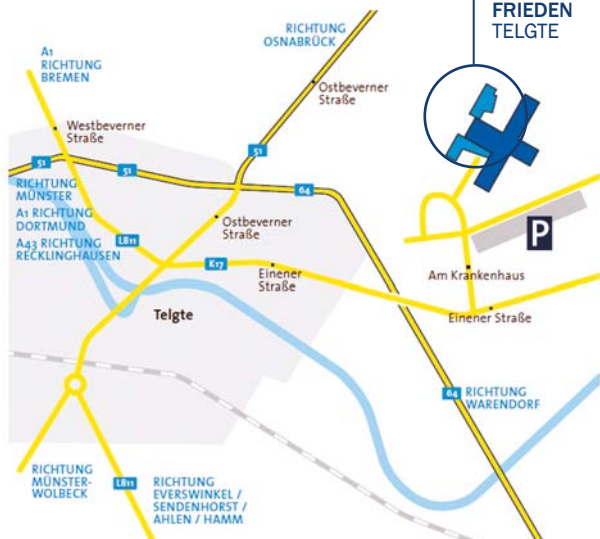 FRIEDEN
TELGTE
A1
RICHTUNG
BREMEN
RICHTUNG
OSNABRÜCK
Ostbeverner
Straße
Westbeverner
Straße
51
51
51
64
RICHTUNG
MÜNSTER
A1 RICHTUNG
DORTMUND
A43 RICHTUNG
RECKLINGHAUSEN
L811
Ostbeverner
Straße
K17
Einener
Straße
P
Am Krankenhaus
Einener Straße
Telgte
64
RICHTUNG
WARENDORF
RICHTUNG
MÜNSTER-
WOLBECK
L811
RICHTUNG
EVERSWINKEL /
SENDENHORST /
AHLEN / HAMM